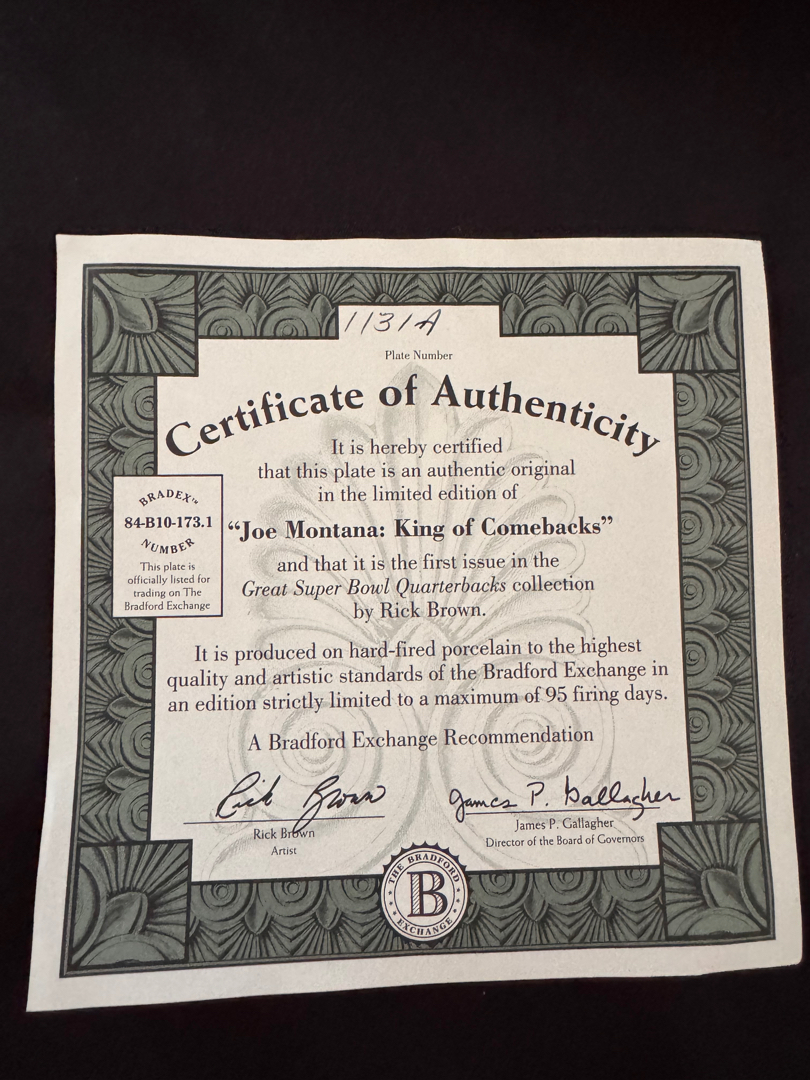 1131A
Plate Number
Certificate of Authenticity
It is hereby certified
that this plate is an authentic original
in the limited edition of
“Joe Montana: King of Comebacks”
and that it is the first issue in the
Great Super Bowl Quarterbacks collection
by Rick Brown.
BRADEX™
84-B10-173.1
NUMBER
This plate is
officially listed for
trading on The
Bradford Exchange
It is produced on hard-fired porcelain to the highest
quality and artistic standards of the Bradford Exchange in
an edition strictly limited to a maximum of 95 firing days.
A Bradford Exchange Recommendation
Rick Brown
Rick Brown
Artist
James P. Gallagher
James P. Gallagher
Director of the Board of Governors
THE BRADFORD
B
EXCHANGE